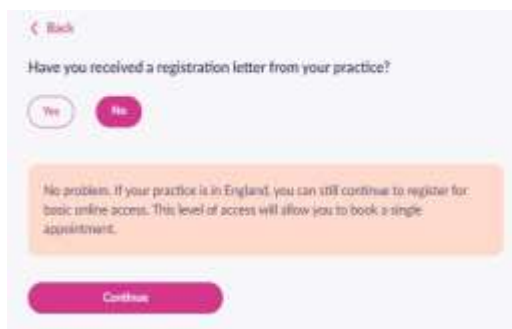 Back
Have you received a registration letter from your practice?
Yes No
No problem. If your practice is in England, you can still continue to register for
basic online access. This level of access will allow you to book a single
appointment.
Continue